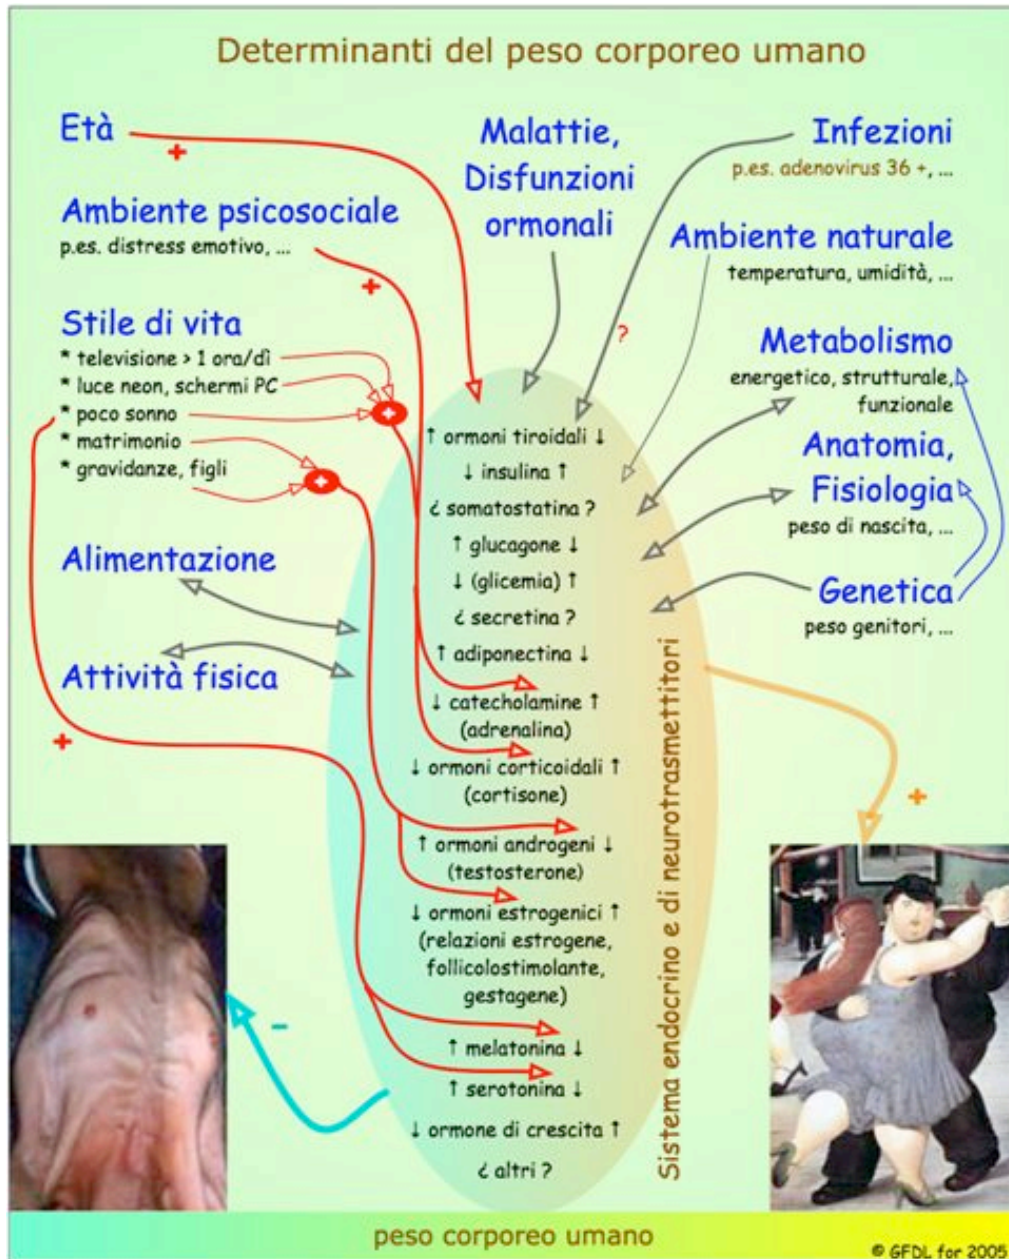 Determinanti del peso corporeo umano
Età
+
Ambiente psicosociale
p.es. distress emotivo, ...
+
Stile di vita
* televisione > 1 ora/dì
* luce neon, schermi PC
* poco sonno
* matrimonio
* gravidanze, figli
+
+
Alimentazione
Attività fisica
+
Malattie,
Disfunzioni
ormonali
Infezioni
p.es. adenovirus 36 +, ...
?
Ambiente naturale
temperatura, umidità, ...
Metabolismo
energetico, strutturale,
funzionale
Anatomia,
Fisiologia
peso di nascita, ...
Genetica
peso genitori, ...
↑ ormoni tiroidali ↓
↓ insulina ↑
¿ somatostatina ?
↑ glucagone ↓
↓ (glicemia) ↑
¿ secretina ?
↑ adiponectina ↓
↓ catecholamine ↑
(adrenalina)
↓ ormoni corticoidali ↑
(cortisone)
↑ ormoni androgeni ↓
(testosterone)
↓ ormoni estrogenici ↑
(relazioni estrogene,
follicolostimolante,
gestagene)
↑ melatonina ↓
↑ serotonina ↓
↓ ormone di crescita ↑
¿ altri ?
Sistema endocrino e di neurotrasmettitori
+
-
peso corporeo umano
© GFDL for 2005